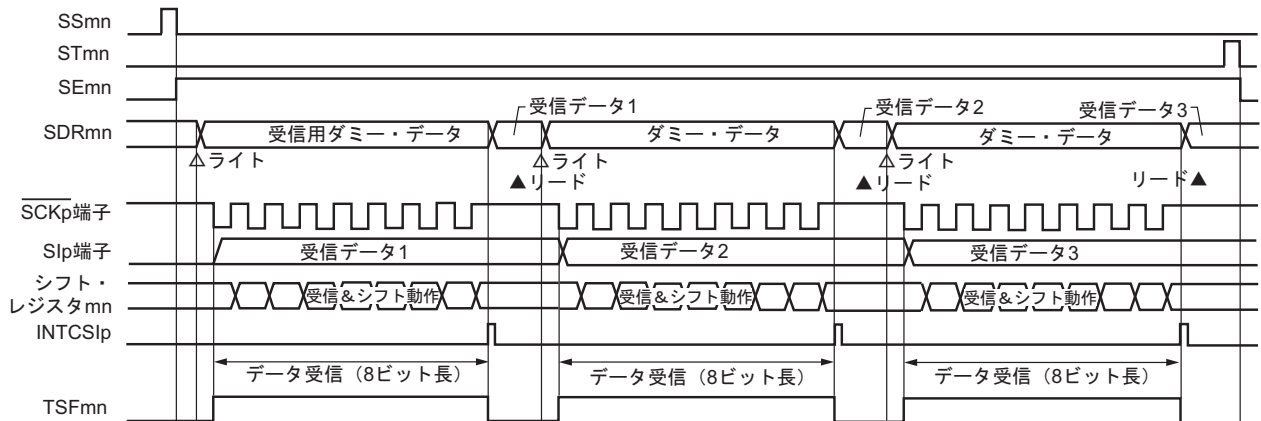 SSmn
STmn
SEmn
受信データ1
受信データ2
受信データ3
SDRmn
受信用ダミー・データ
ダミー・データ
ダミー・データ
△ライト
△ライト
△ライト
▲リード
▲リード
リード▲
SCKp端子
SIp端子
受信データ1
受信データ2
受信データ3
シフト・
レジスタmn
受信&シフト動作
受信&シフト動作
受信&シフト動作
INTCSIp
データ受信（8ビット長）
データ受信（8ビット長）
データ受信（8ビット長）
TSFmn